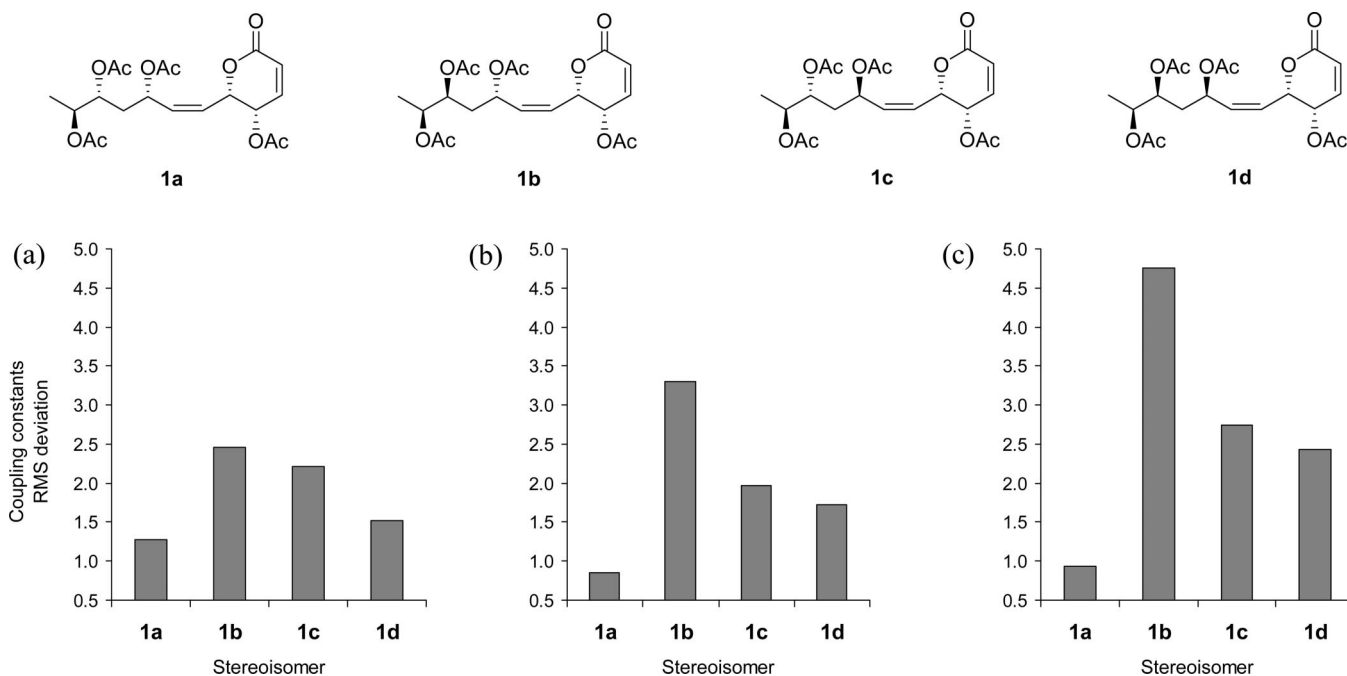 O O O O
OAc OAc O OAc OAc O OAc OAc O OAc OAc O
OAc OAc OAc OAc OAc OAc OAc OAc
1a 1b 1c 1d
(a) (b) (c)
Coupling constants
RMS deviation
5.0 5.0 5.0
4.5 4.5 4.5
4.0 4.0 4.0
3.5 3.5 3.5
3.0 3.0 3.0
2.5 2.5 2.5
2.0 2.0 2.0
1.5 1.5 1.5
1.0 1.0 1.0
0.5 0.5 0.5
1a 1b 1c 1d 1a 1b 1c 1d 1a 1b 1c 1d
Stereoisomer Stereoisomer Stereoisomer